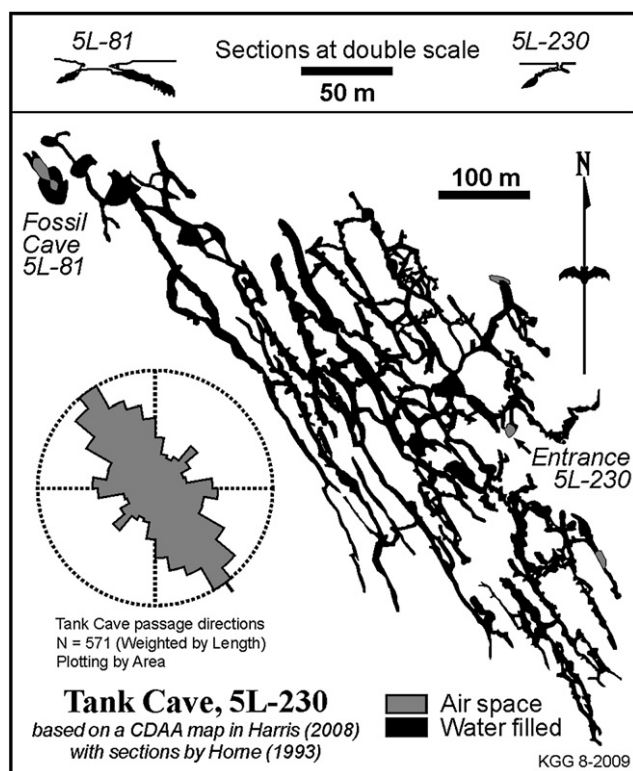 5L-81
Sections at double scale
5L-230
50 m
100 m
N
Fossil
Cave
5L-81
Entrance
5L-230
Tank Cave passage directions
N = 571 (Weighted by Length)
Plotting by Area
Tank Cave, 5L-230
based on a CDAA map in Harris (2008)
with sections by Horne (1993)
Air space
Water filled
KGG 8-2009